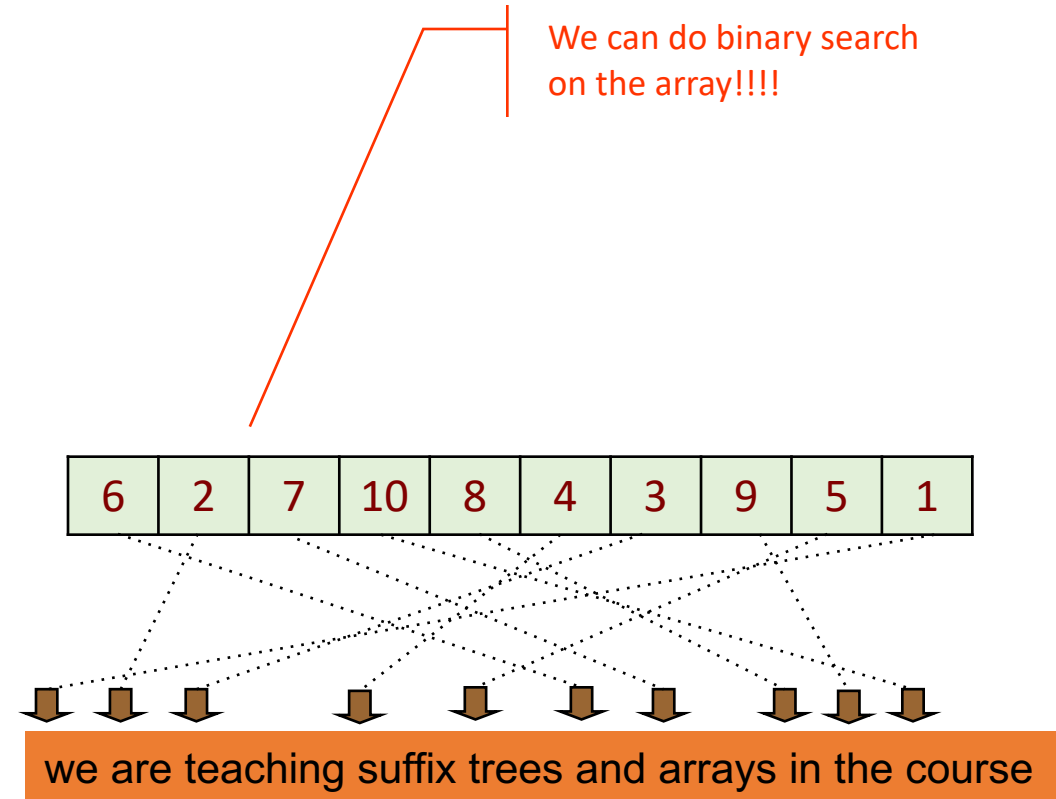 We can do binary search
on the array!!!!
6 2 7 10 8 4 3 9 5 1
we are teaching suffix trees and arrays in the course